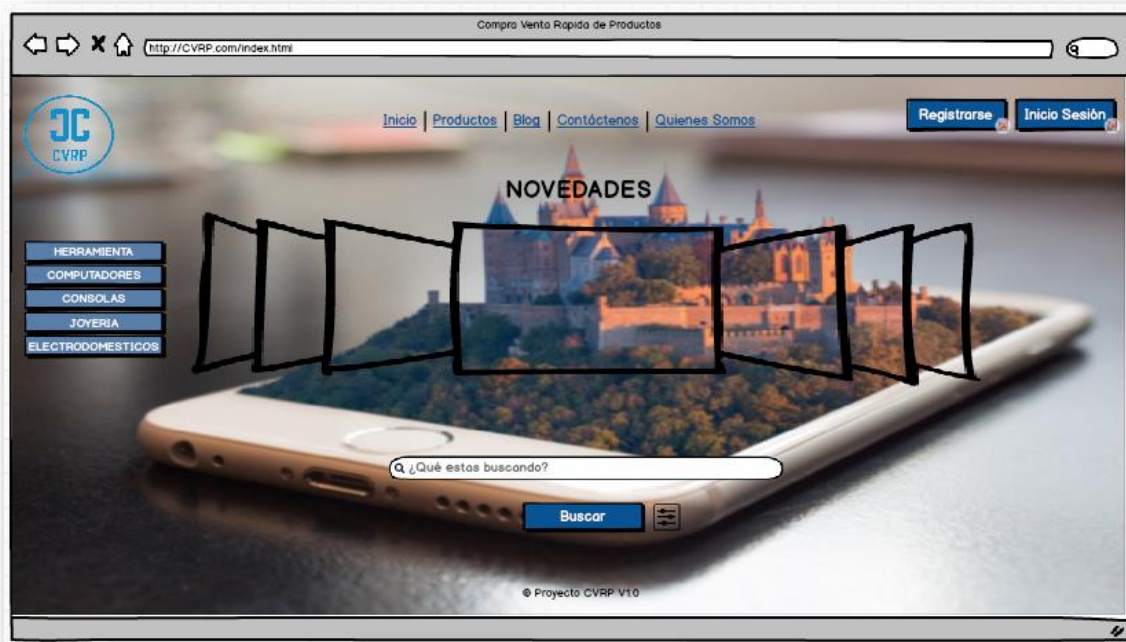 Compra Venta Rapida de Productos
http://CVRP.com/index.html
CVRP
Inicio | Productos | Blog | Contáctenos | Quienes Somos
Registrarse
Inicio Sesión
NOVEDADES
HERRAMIENTA
COMPUTADORES
CONSOLAS
JOYERIA
ELECTRODOMESTICOS
¿Qué estas buscando?
Buscar
© Proyecto CVRP V1.0